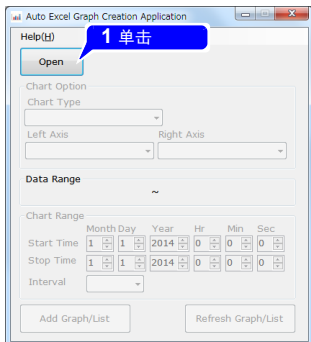 Auto Excel Graph Creation Application
Help(H)
1 单击
Open
Chart Option
Chart Type
Left Axis Right Axis
Data Range
~
Chart Range
Month Day Year Hr Min Sec
Start Time 1 1 2014 0 0 0
Stop Time 1 1 2014 0 0 0
Interval
Add Graph/List Refresh Graph/List